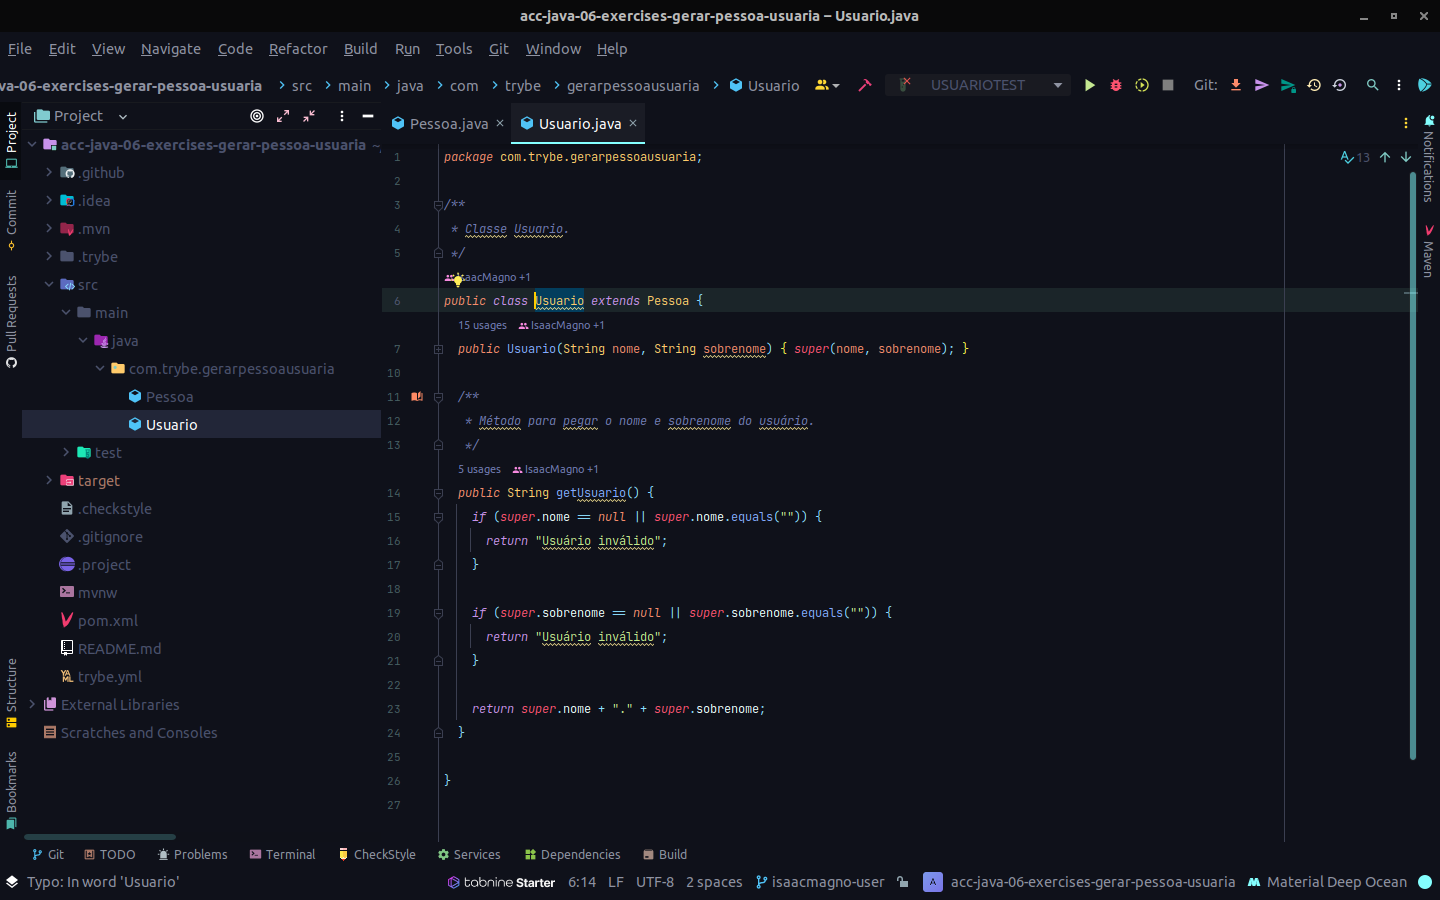 acc-java-06-exercises-gerar-pessoa-usuaria – Usuario.java
File Edit View Navigate Code Refactor Build Run Tools Git Window Help
va-06-exercises-gerar-pessoa-usuaria src main java com trybe gerarpessoausuaria Usuario USUARIOTEST Git:
Project
Pessoa.java Usuario.java
Project
Commit
Pull Requests
Structure
Bookmarks
acc-java-06-exercises-gerar-pessoa-usuaria ~
.github
.idea
.mvn
.trybe
src
main
java
com.trybe.gerarpessoausuaria
Pessoa
Usuario
test
target
.checkstyle
.gitignore
.project
mvnw
pom.xml
README.md
trybe.yml
External Libraries
Scratches and Consoles
1 package com.trybe.gerarpessoausuaria;
13
2
3 /**
4 * Classe Usuario.
5 */
IsaacMagno +1
6 public class Usuario extends Pessoa {
15 usages IsaacMagno +1
7 public Usuario(String nome, String sobrenome) { super(nome, sobrenome); }
10
11 /**
12 * Método para pegar o nome e sobrenome do usuário.
13 */
5 usages IsaacMagno +1
14 public String getUsuario() {
15 if (super.nome == null || super.nome.equals("")) {
16 return "Usuário inválido";
17 }
18
19 if (super.sobrenome == null || super.sobrenome.equals("")) {
20 return "Usuário inválido";
21 }
22
23 return super.nome + "." + super.sobrenome;
24 }
25
26 }
27
Notifications
Maven
Git TODO Problems Terminal CheckStyle Services Dependencies Build
Typo: In word 'Usuario' tabnine Starter 6:14 LF UTF-8 2 spaces isaacmagno-user A acc-java-06-exercises-gerar-pessoa-usuaria Material Deep Ocean